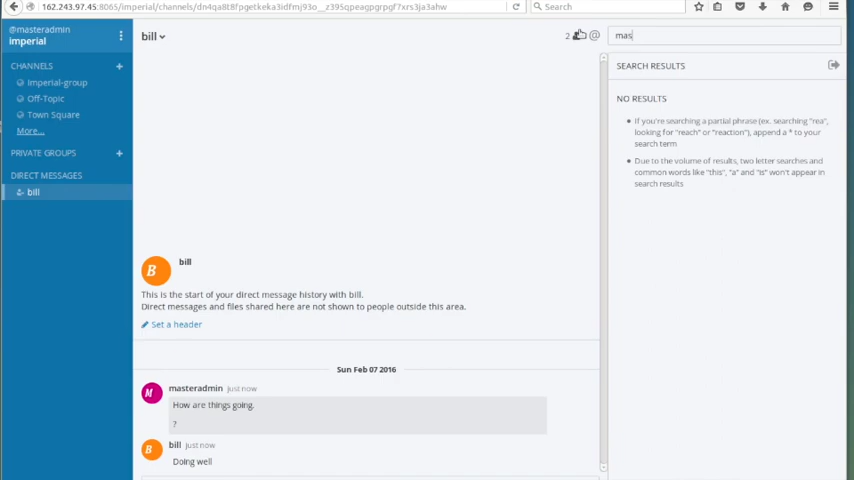 162.243.97.45:8065/imperial/channels/dn4qa8t8fpgetkeka3idfmj93o__z395qpeagpgrpgf7xrs3ja3ahw
Search
@masteradmin
imperial
bill
2
@
mas
CHANNELS +
Imperial-group
Off-Topic
Town Square
More...
PRIVATE GROUPS +
DIRECT MESSAGES
bill
SEARCH RESULTS
NO RESULTS
If you're searching a partial phrase (ex. searching "rea",
looking for "reach" or "reaction"), append a * to your
search term
Due to the volume of results, two letter searches and
common words like "this", "a" and "is" won't appear in
search results
B
bill
This is the start of your direct message history with bill.
Direct messages and files shared here are not shown to people outside this area.
Set a header
Sun Feb 07 2016
M
masteradmin just now
How are things going.
?
B
bill just now
Doing well